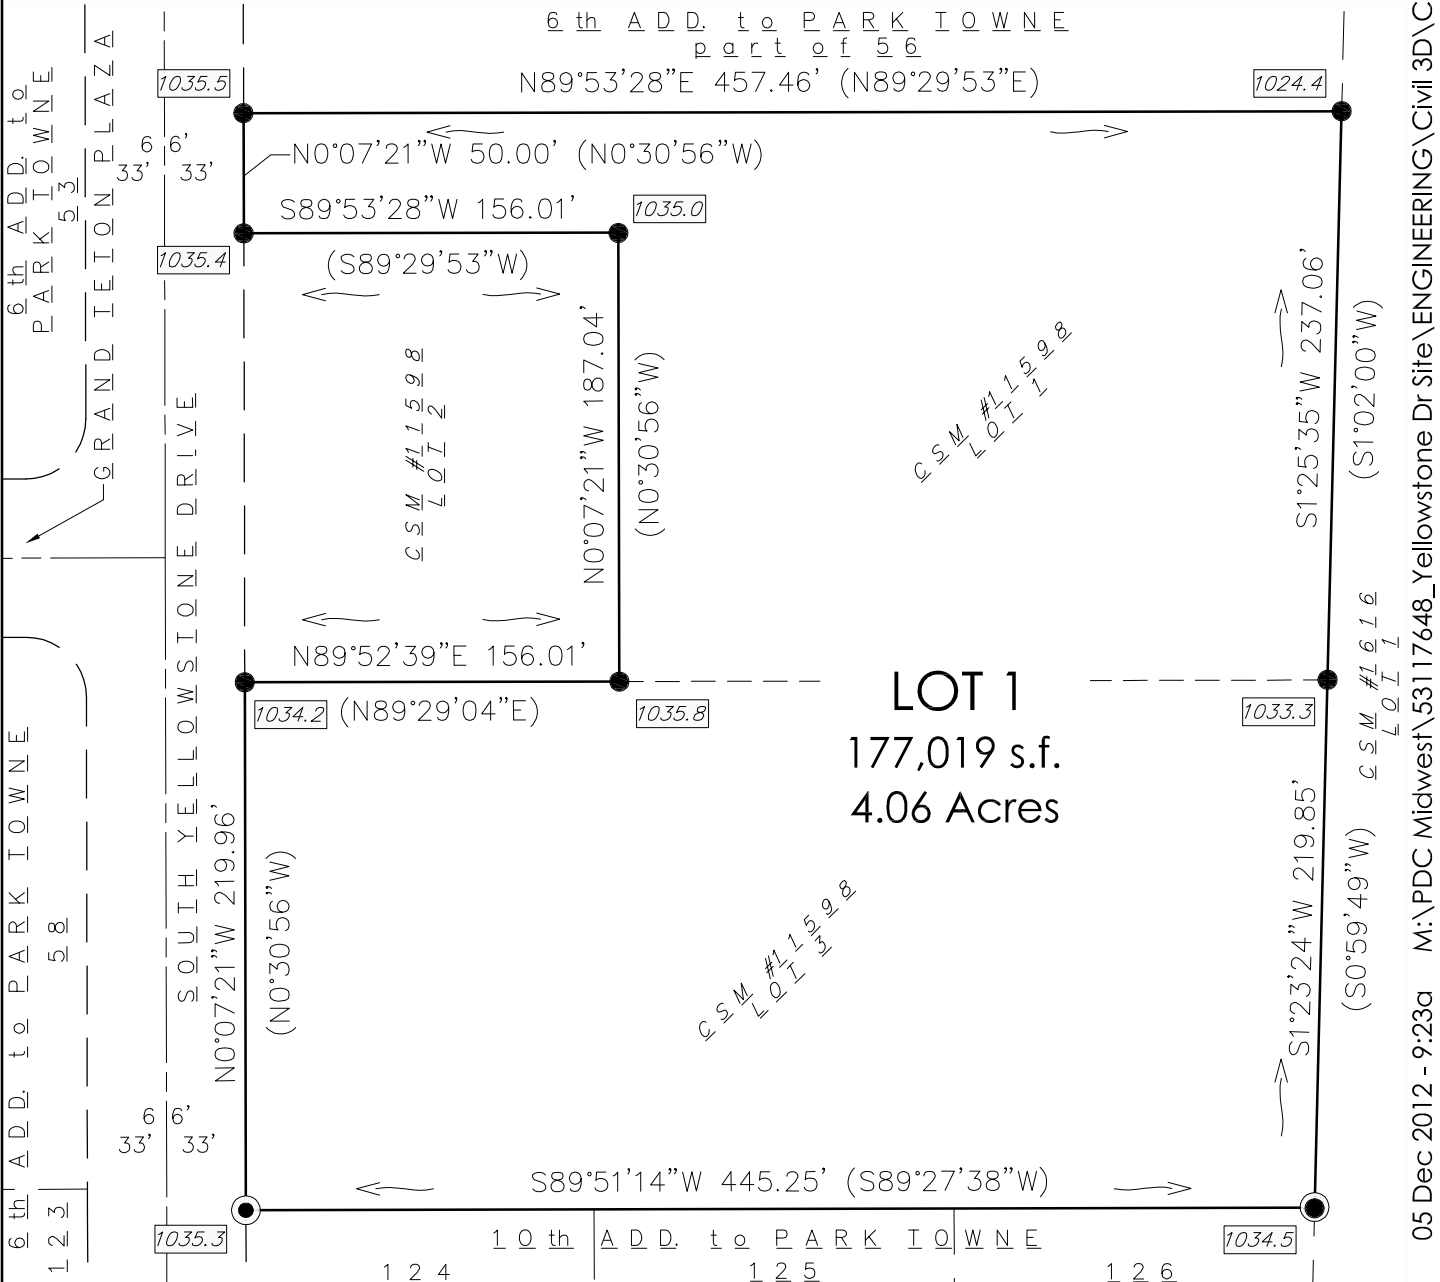 6 th ADD. to PARK TOWNE
part of 56
N89°53'28"E 457.46' (N89°29'53"E)
1035.5
1024.4
6 6'
33' 33'
N0°07'21"W 50.00' (N0°30'56"W)
S89°53'28"W 156.01'
1035.0
1035.4
(S89°29'53"W)
6 th ADD. to
PARK TOWNE
53
GRAND TETON PLAZA
SOUTH YELLOWSTONE DRIVE
CSM #11598
LOT 2
N0°07'21"W 187.04'
(N0°30'56"W)
CSM #11598
LOT 1
S1°25'35"W 237.06'
(S1°02'00"W)
N89°52'39"E 156.01'
1034.2
(N89°29'04"E)
1035.8
LOT 1
177,019 s.f.
4.06 Acres
1033.3
CSM #1616
LOT 1
6 th ADD. to PARK TOWNE
58
N0°07'21"W 219.96'
(N0°30'56"W)
CSM #11598
LOT 3
S1°23'24"W 219.85'
(S0°59'49"W)
6 6'
33' 33'
S89°51'14"W 445.25' (S89°27'38"W)
123
1035.3
1034.5
10 th ADD. to PARK TOWNE
124
125
126
05 Dec 2012 - 9:23a M:\PDC Midwest\53117648_Yellowstone Dr Site\ENGINEERING\Civil 3D\C